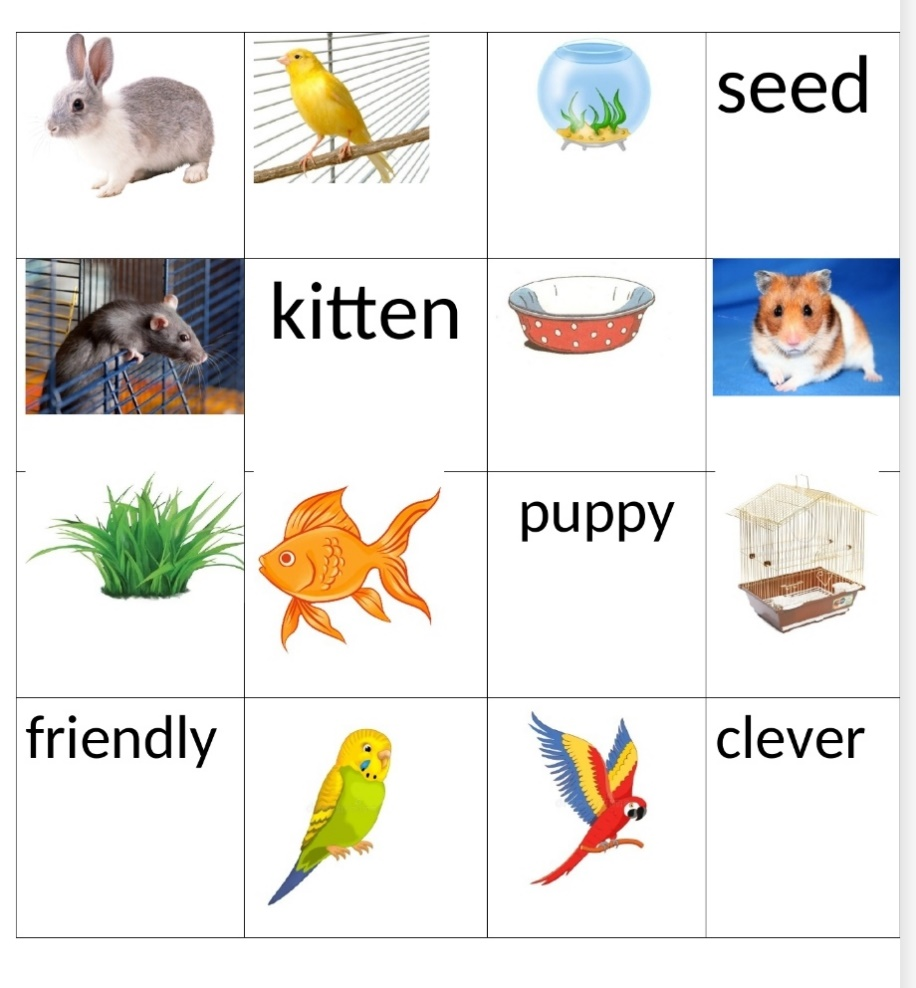 seed
kitten
puppy
friendly
clever